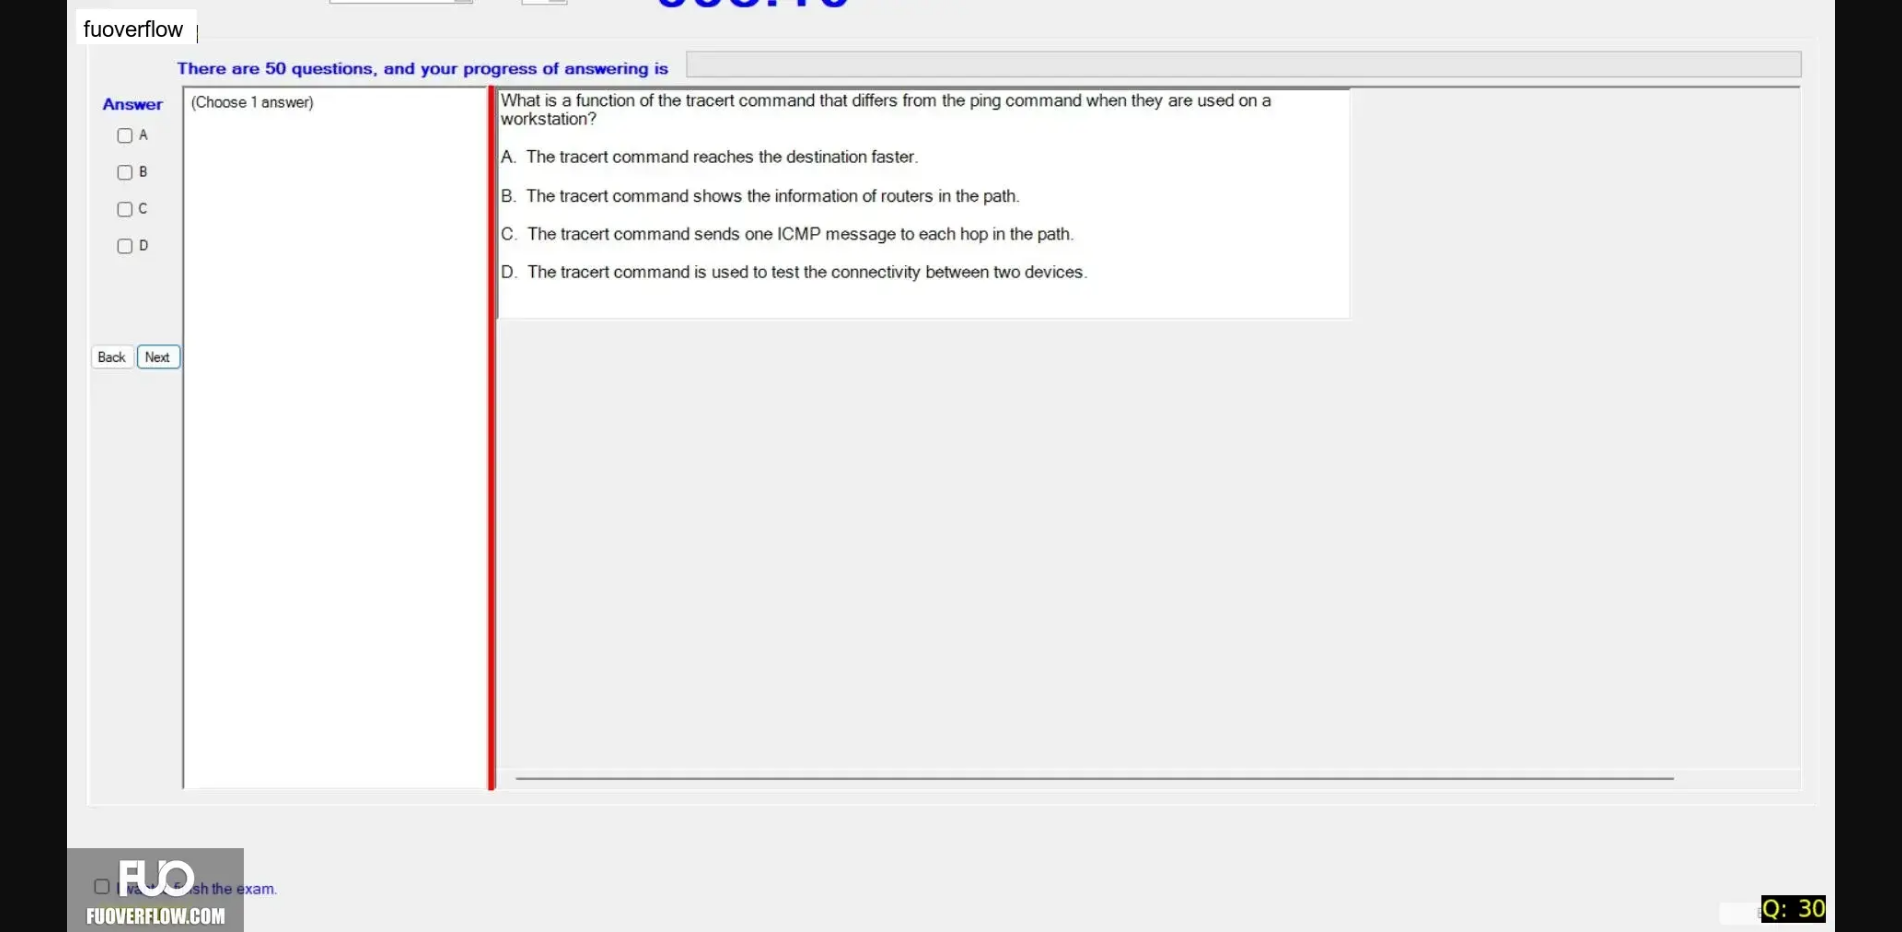 fuoverflow
There are 50 questions, and your progress of answering is
Answer
(Choose 1 answer)
A
B
C
D
Back
Next
What is a function of the tracert command that differs from the ping command when they are used on a
workstation?
A. The tracert command reaches the destination faster.
B. The tracert command shows the information of routers in the path.
C. The tracert command sends one ICMP message to each hop in the path.
D. The tracert command is used to test the connectivity between two devices.
FUO
the exam.
FUOVERFLOW.COM
Q: 30